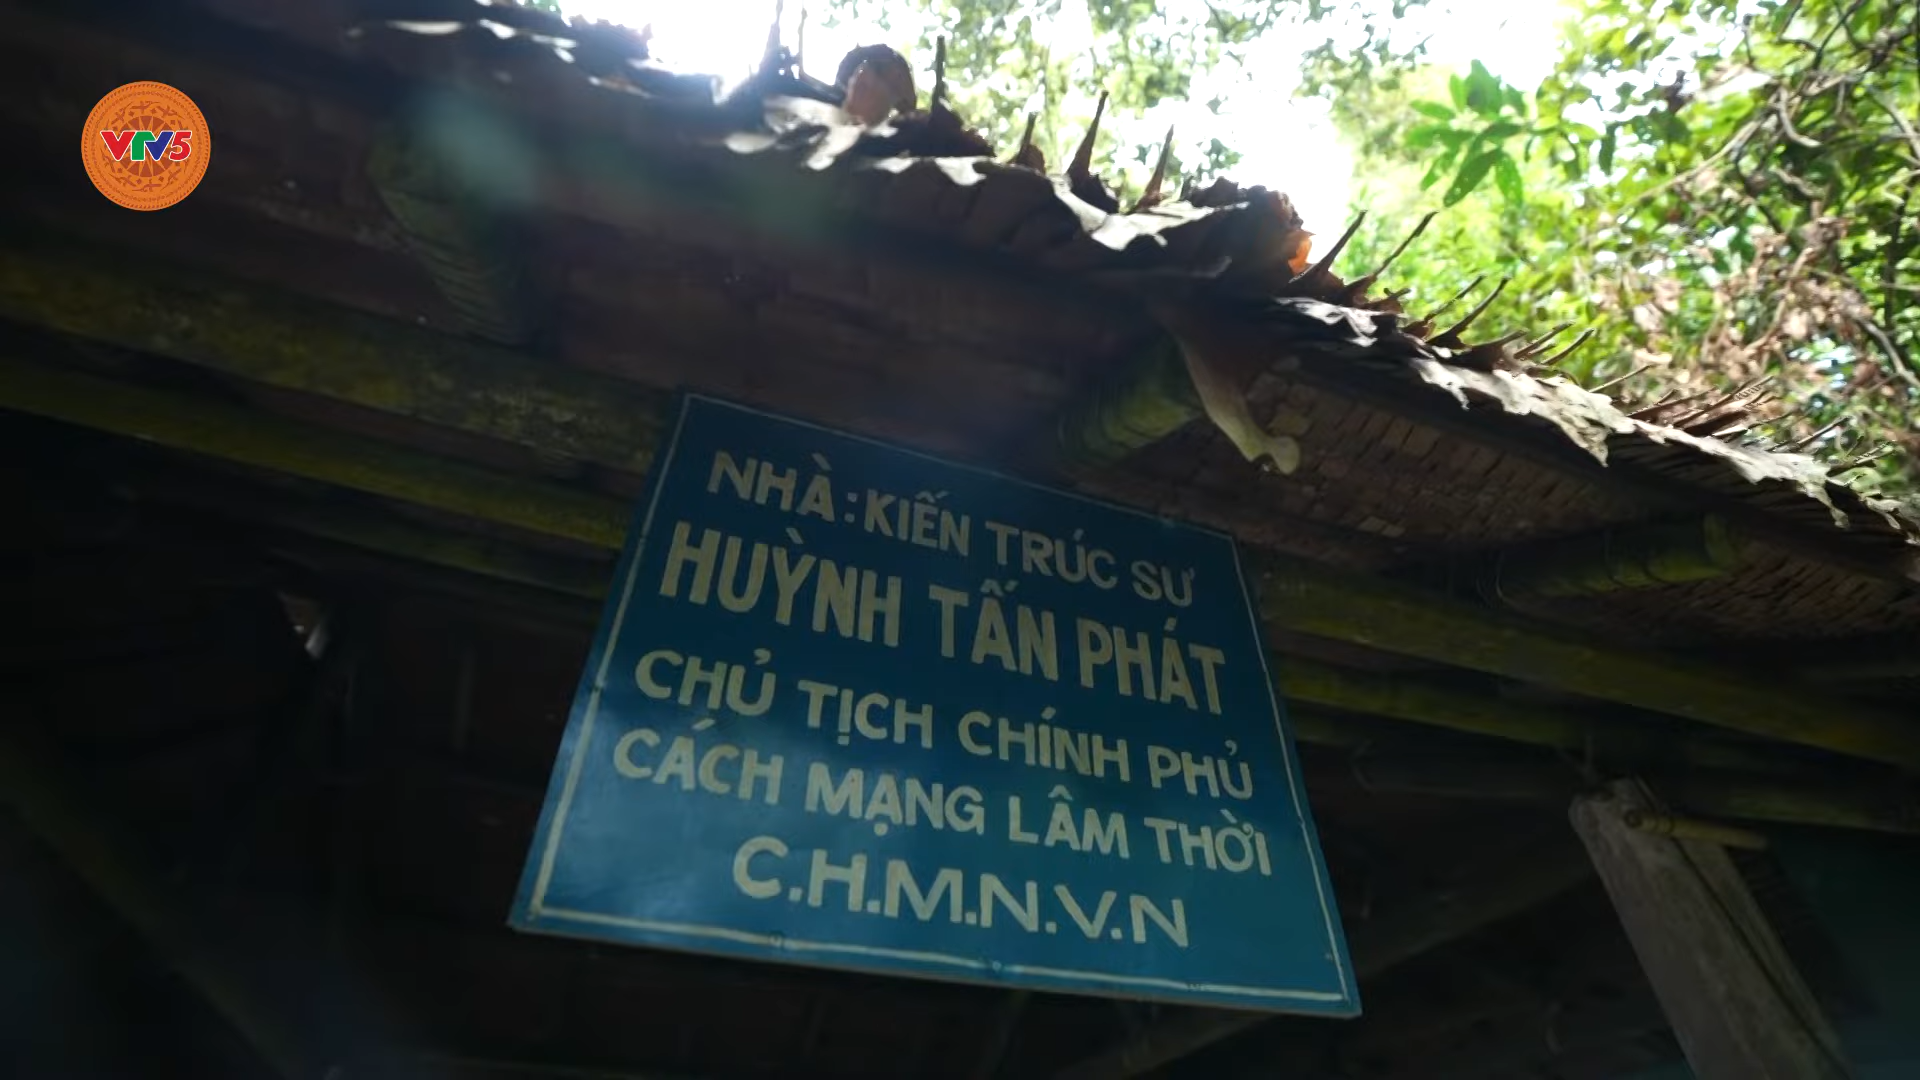 VTV5
NHÀ: KIẾN TRÚC SƯ
HUỲNH TẤN PHÁT
CHỦ TỊCH CHÍNH PHỦ
CÁCH MẠNG LÂM THỜI
C.H.M.N.V.N